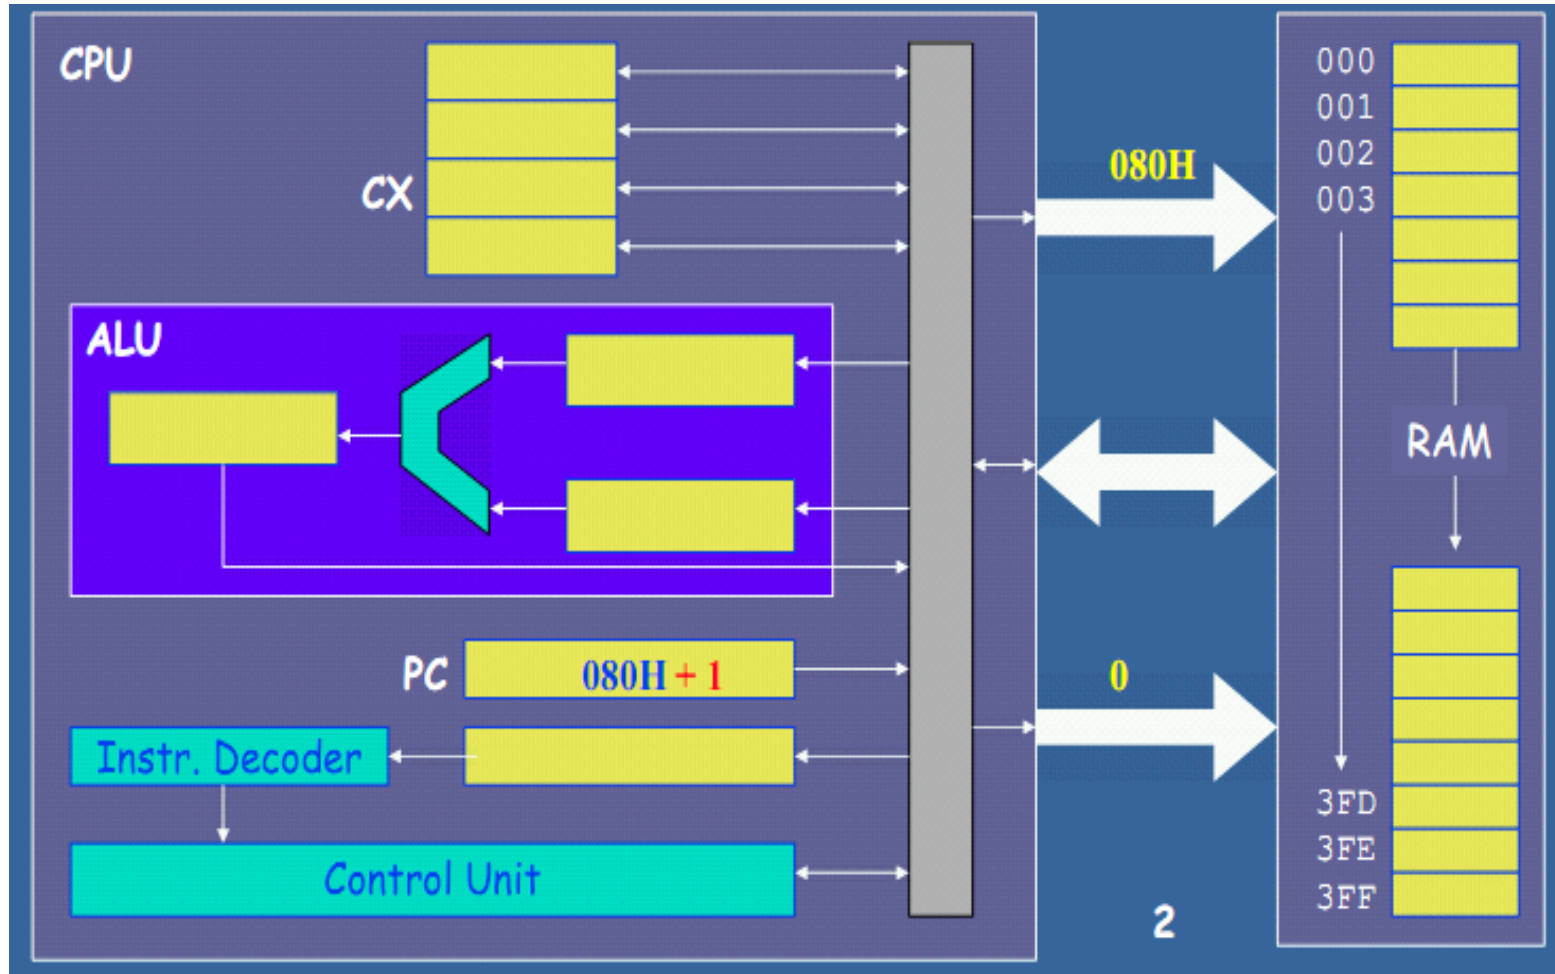 CPU
CX
ALU
PC
080H + 1
Instr. Decoder
Control Unit
080H
0
2
000
001
002
003
RAM
3FD
3FE
3FF